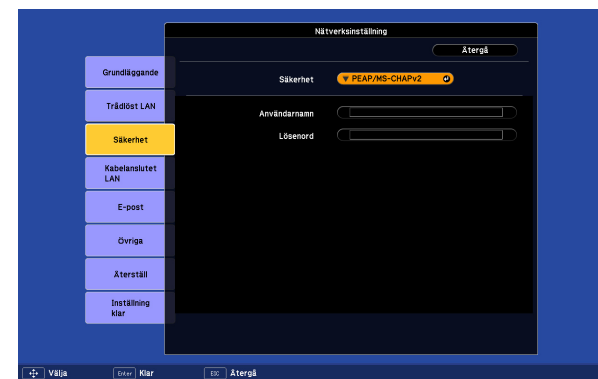 Nätverksinställning
Återgå
Grundläggande
Säkerhet
PEAP/MS-CHAPv2
Trådlöst LAN
Användarnamn
Säkerhet
Lösenord
Kabelanslutet
LAN
E-post
Övriga
Återställ
Inställning
klar
Välja
Enter Klar
ESC Återgå